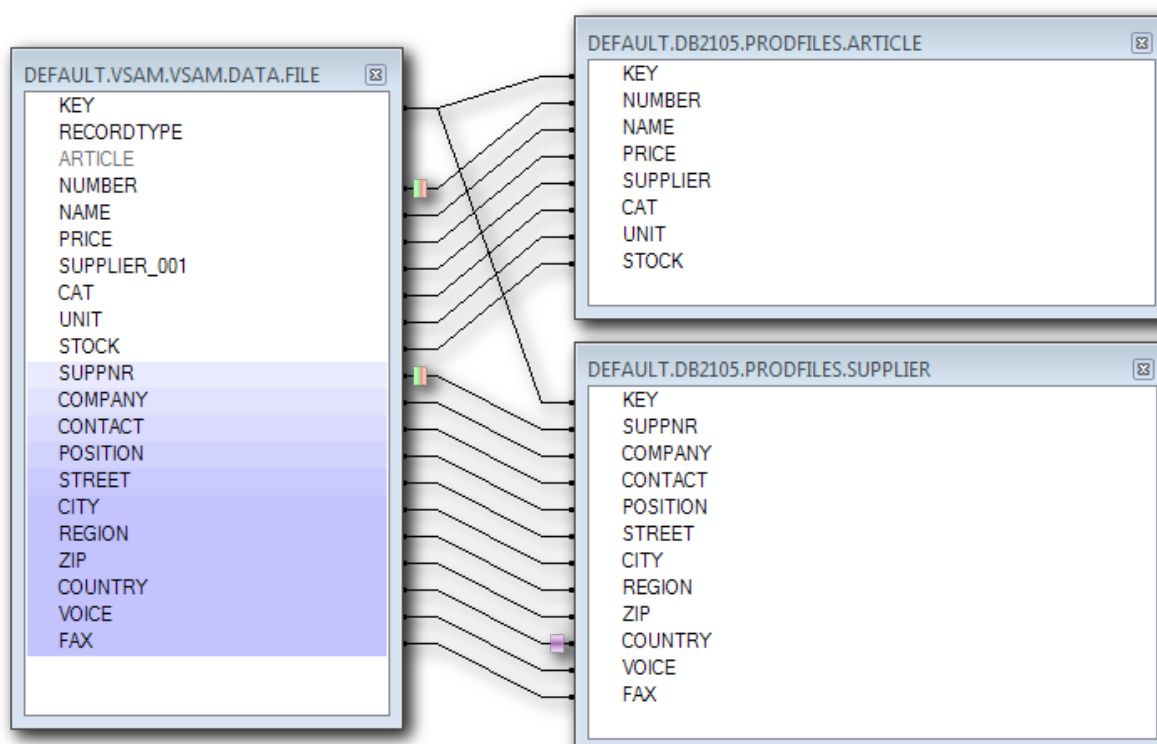 DEFAULT.VSAM.VSAM.DATA.FILE
KEY
RECORDTYPE
ARTICLE
NUMBER
NAME
PRICE
SUPPLIER_001
CAT
UNIT
STOCK
SUPPNR
COMPANY
CONTACT
POSITION
STREET
CITY
REGION
ZIP
COUNTRY
VOICE
FAX
DEFAULT.DB2105.PRODFILES.ARTICLE
KEY
NUMBER
NAME
PRICE
SUPPLIER
CAT
UNIT
STOCK
DEFAULT.DB2105.PRODFILES.SUPPLIER
KEY
SUPPNR
COMPANY
CONTACT
POSITION
STREET
CITY
REGION
ZIP
COUNTRY
VOICE
FAX